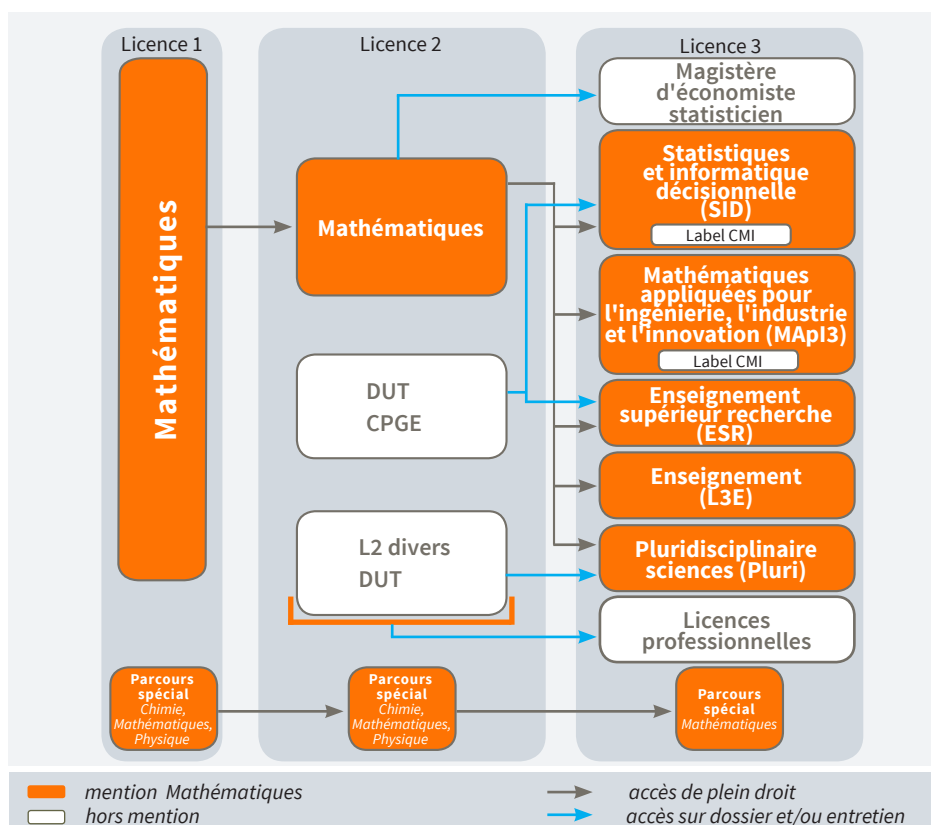 Licence 1
Licence 2
Licence 3
Mathématiques
Mathématiques
DUT
CPGE
L2 divers
DUT
Magistère
d'économiste
statisticien
Statistiques
et informatique
décisionnelle
(SID)
Label CMI
Mathématiques
appliquées pour
l'ingénierie, l'industrie
et l'innovation (MApI3)
Label CMI
Enseignement
supérieur recherche
(ESR)
Enseignement
(L3E)
Pluridisciplinaire
sciences (Pluri)
Licences
professionnelles
Parcours
spécial
Chimie,
Mathématiques,
Physique
Parcours
spécial
Chimie,
Mathématiques,
Physique
Parcours
spécial
Mathématiques
mention Mathématiques
hors mention
accès de plein droit
accès sur dossier et/ou entretien